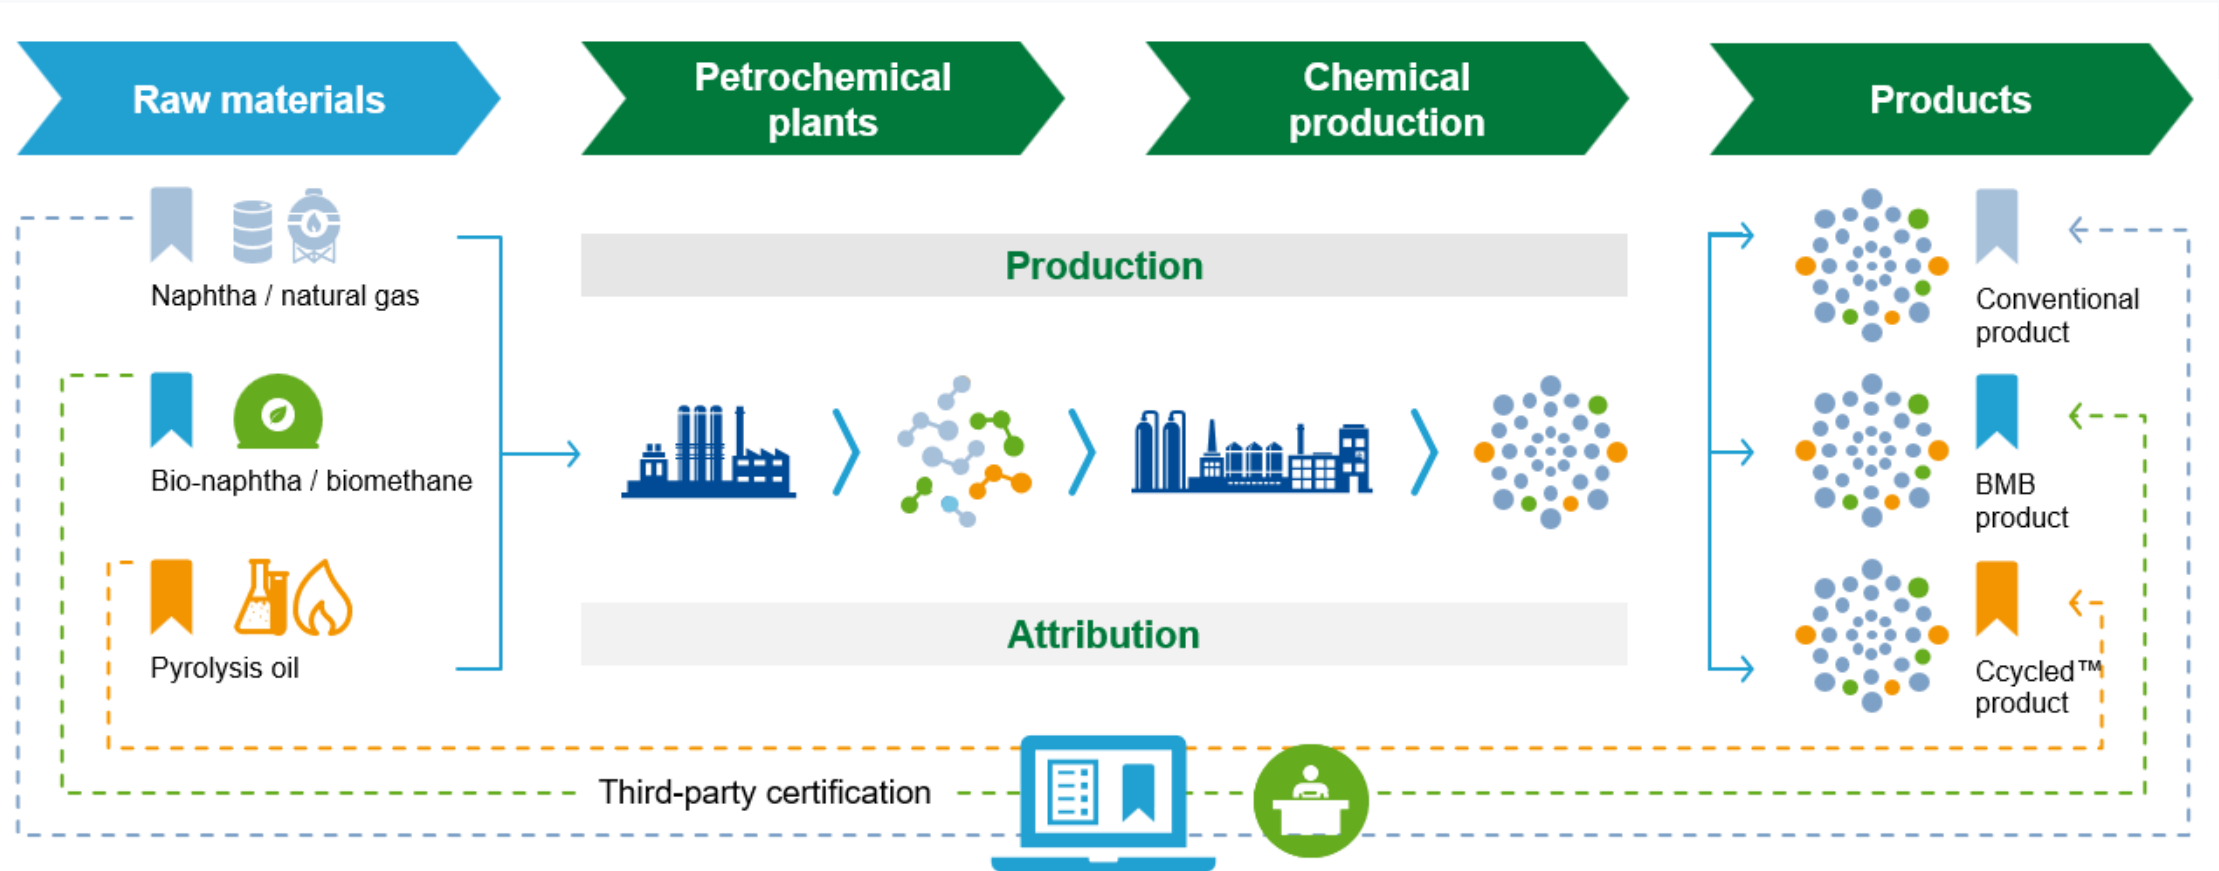 Raw materials
Petrochemical
plants
Chemical
production
Products
Naphtha / natural gas
Production
Conventional
product
Bio-naphtha / biomethane
BMB
product
Pyrolysis oil
Attribution
Ccycled™
product
Third-party certification